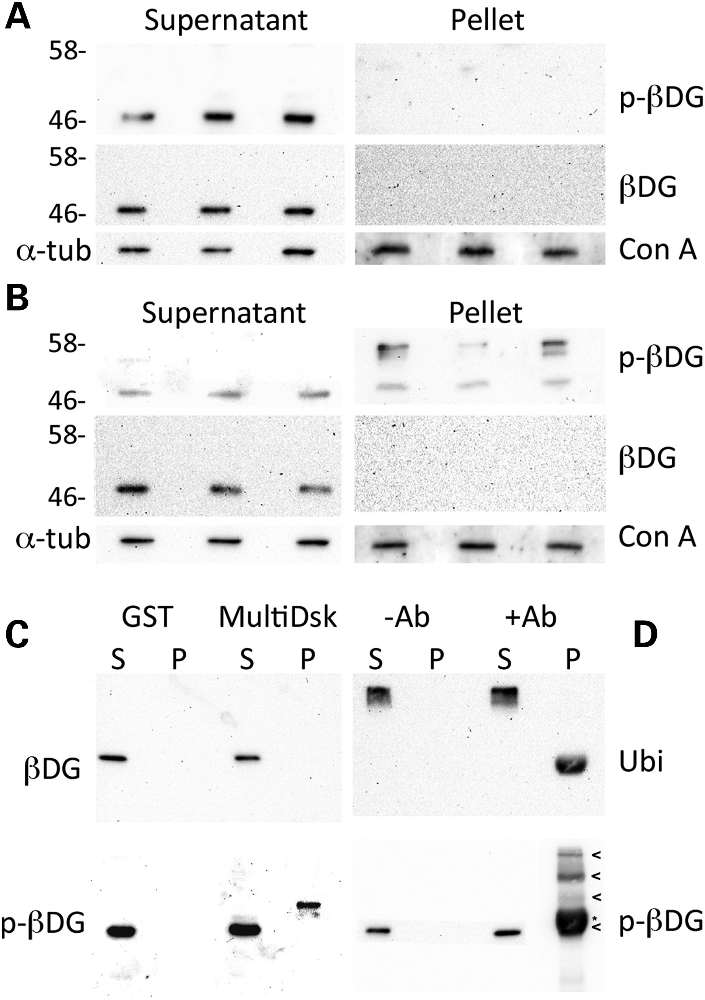 A
Supernatant Pellet
58-
p-βDG
46-
58-
βDG
46-
α-tub Con A
B
Supernatant Pellet
58-
p-βDG
46-
58-
βDG
46-
α-tub Con A
GST MultiDsk -Ab +Ab
C D
S P S P S P S P
βDG Ubi
<
<
<
*
<
p-βDG p-βDG